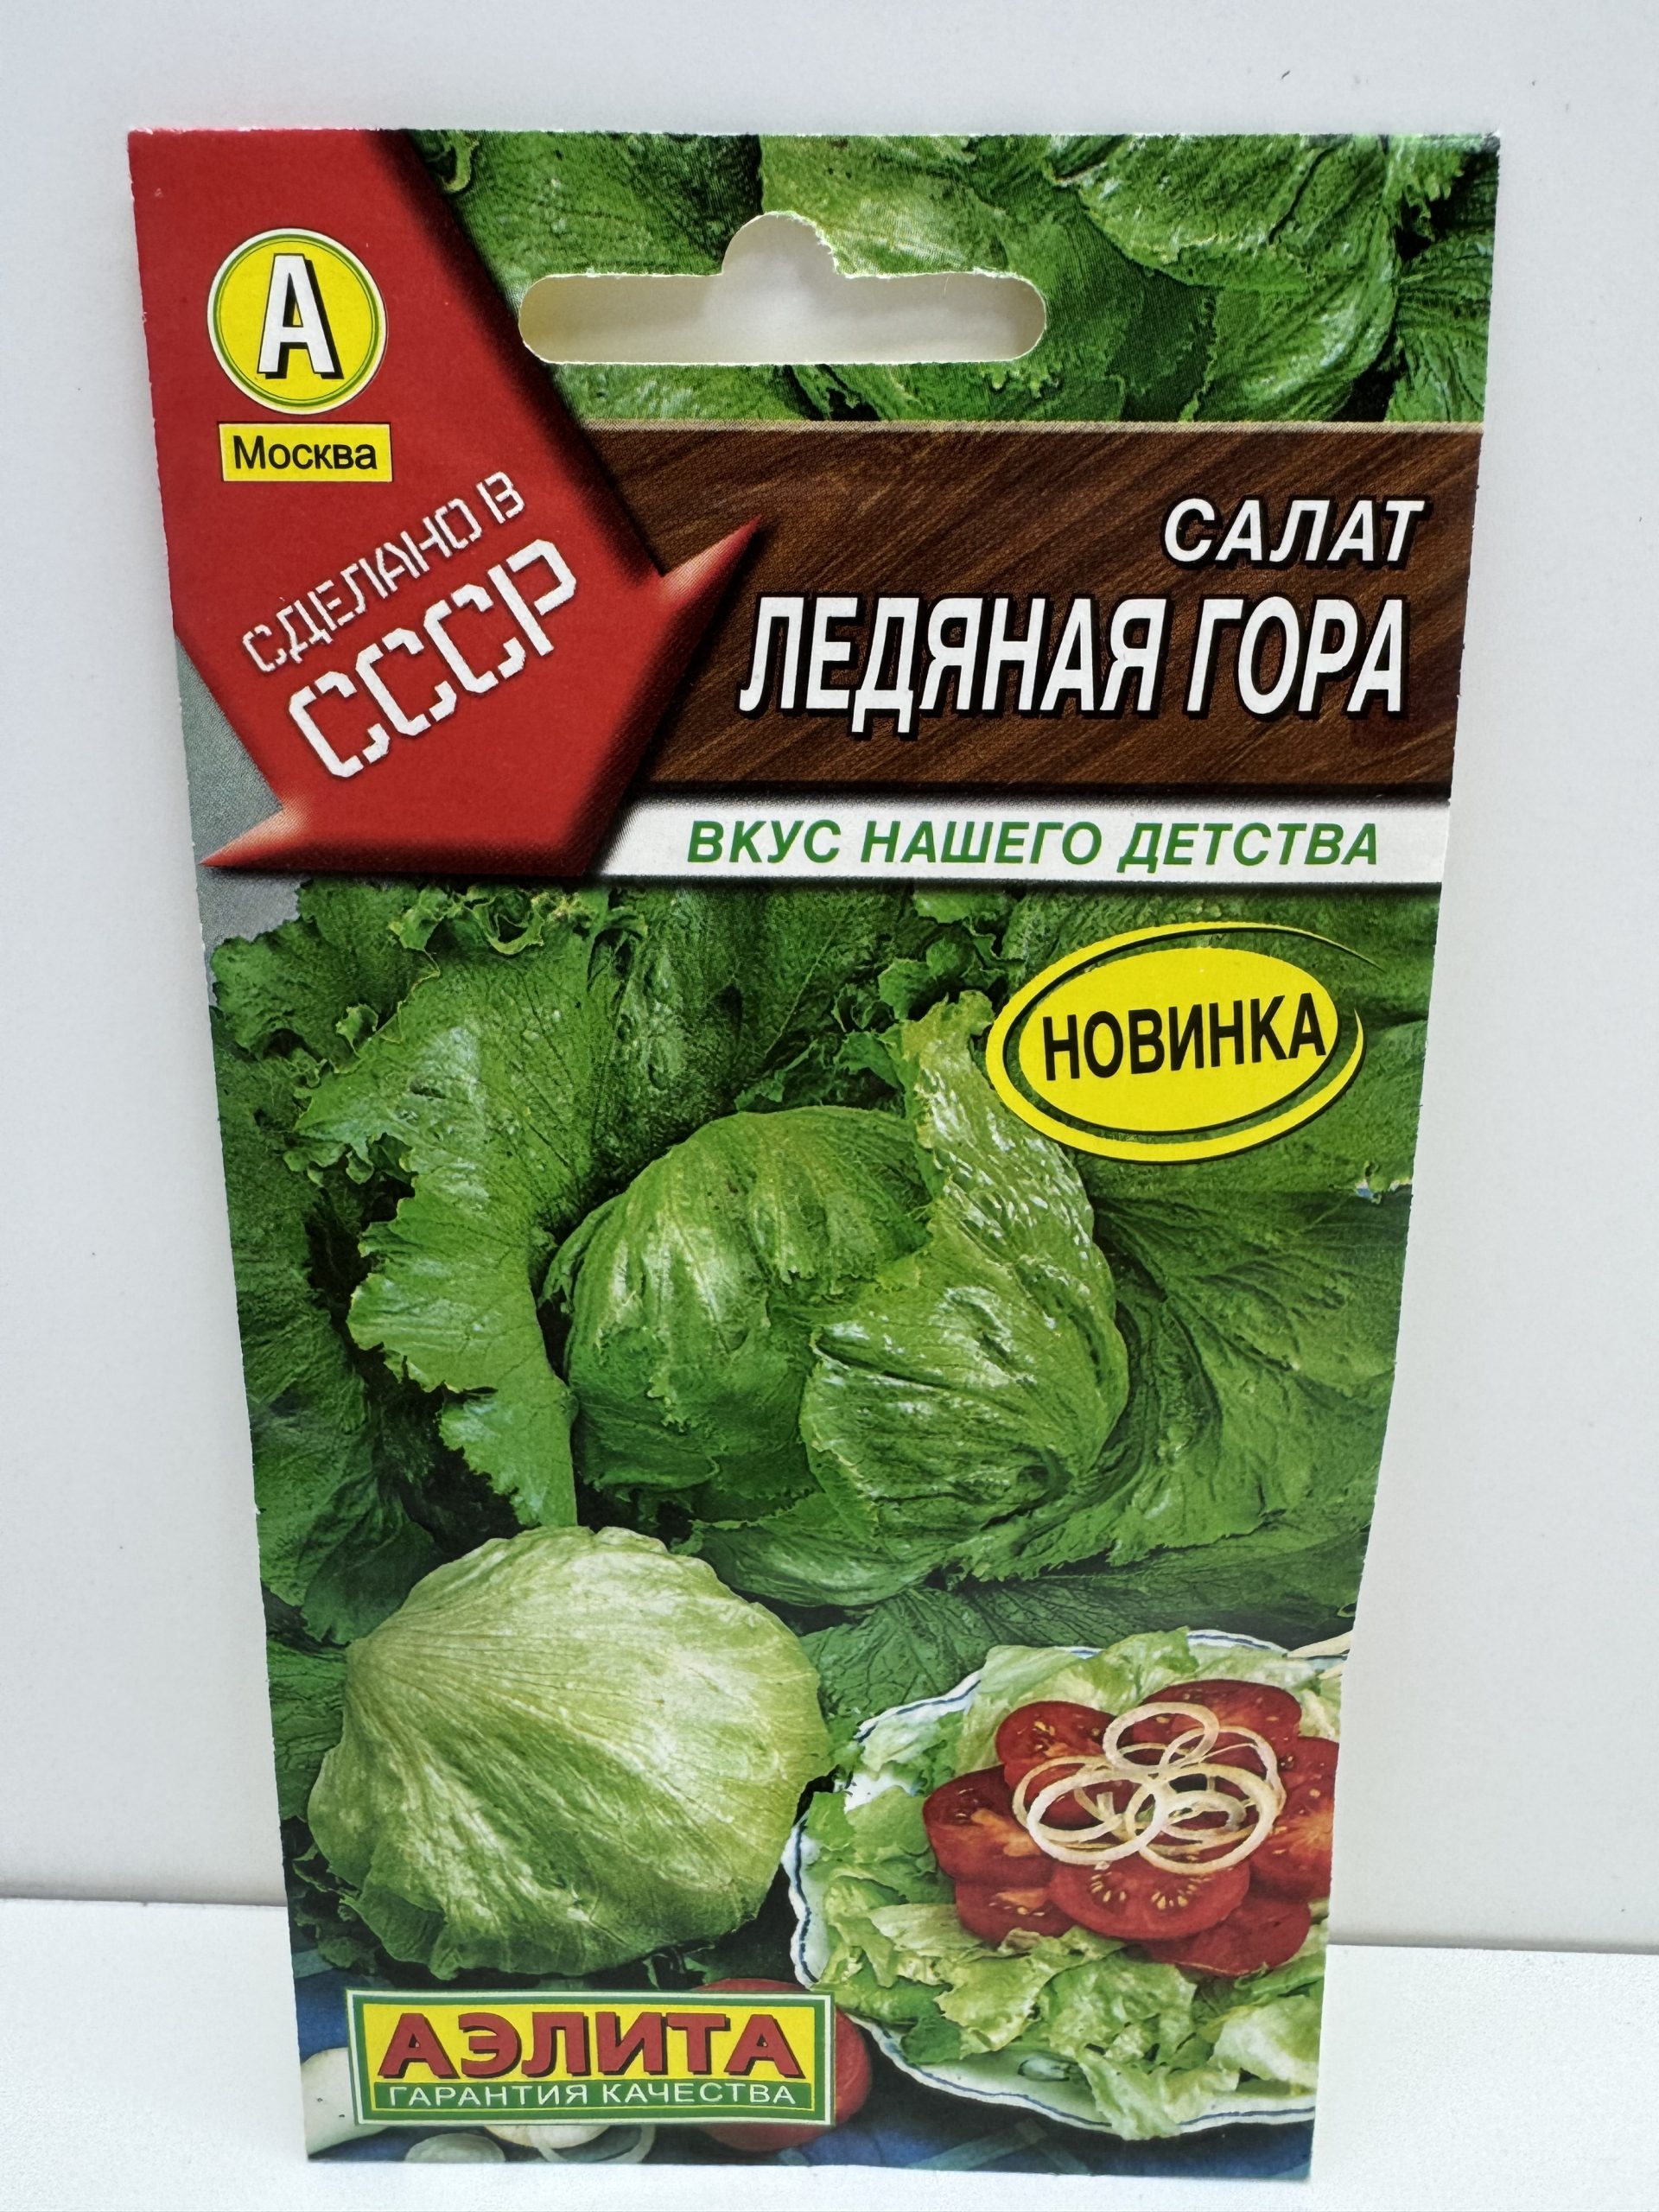 А
Москва
СДЕЛАНО В
СССР
САЛАТ
ЛЕДЯНАЯ ГОРА
ВКУС НАШЕГО ДЕТСТВА
НОВИНКА
АЭЛИТА
ГАРАНТИЯ КАЧЕСТВА